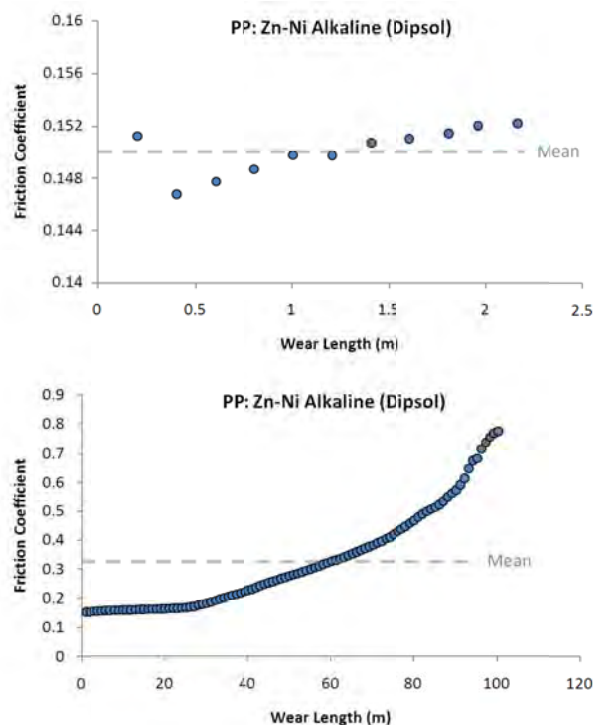 PP: Zn-Ni Alkaline (Dipsol)
Friction Coefficient
0.16
0.156
0.152
0.148
0.144
0.14
Mean
0 0.5 1 1.5 2 2.5
Wear Length (m)
PP: Zn-Ni Alkaline (Dipsol)
Friction Coefficient
0.9
0.8
0.7
0.6
0.5
0.4
0.3
0.2
0.1
0
Mean
0 20 40 60 80 100 120
Wear Length (m)